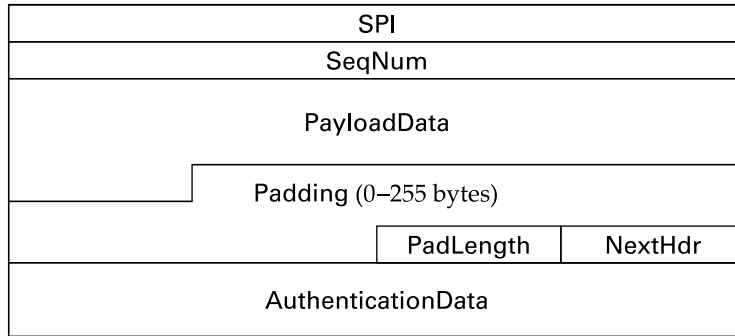 SPI
SeqNum
PayloadData
Padding (0–255 bytes)
PadLength NextHdr
AuthenticationData